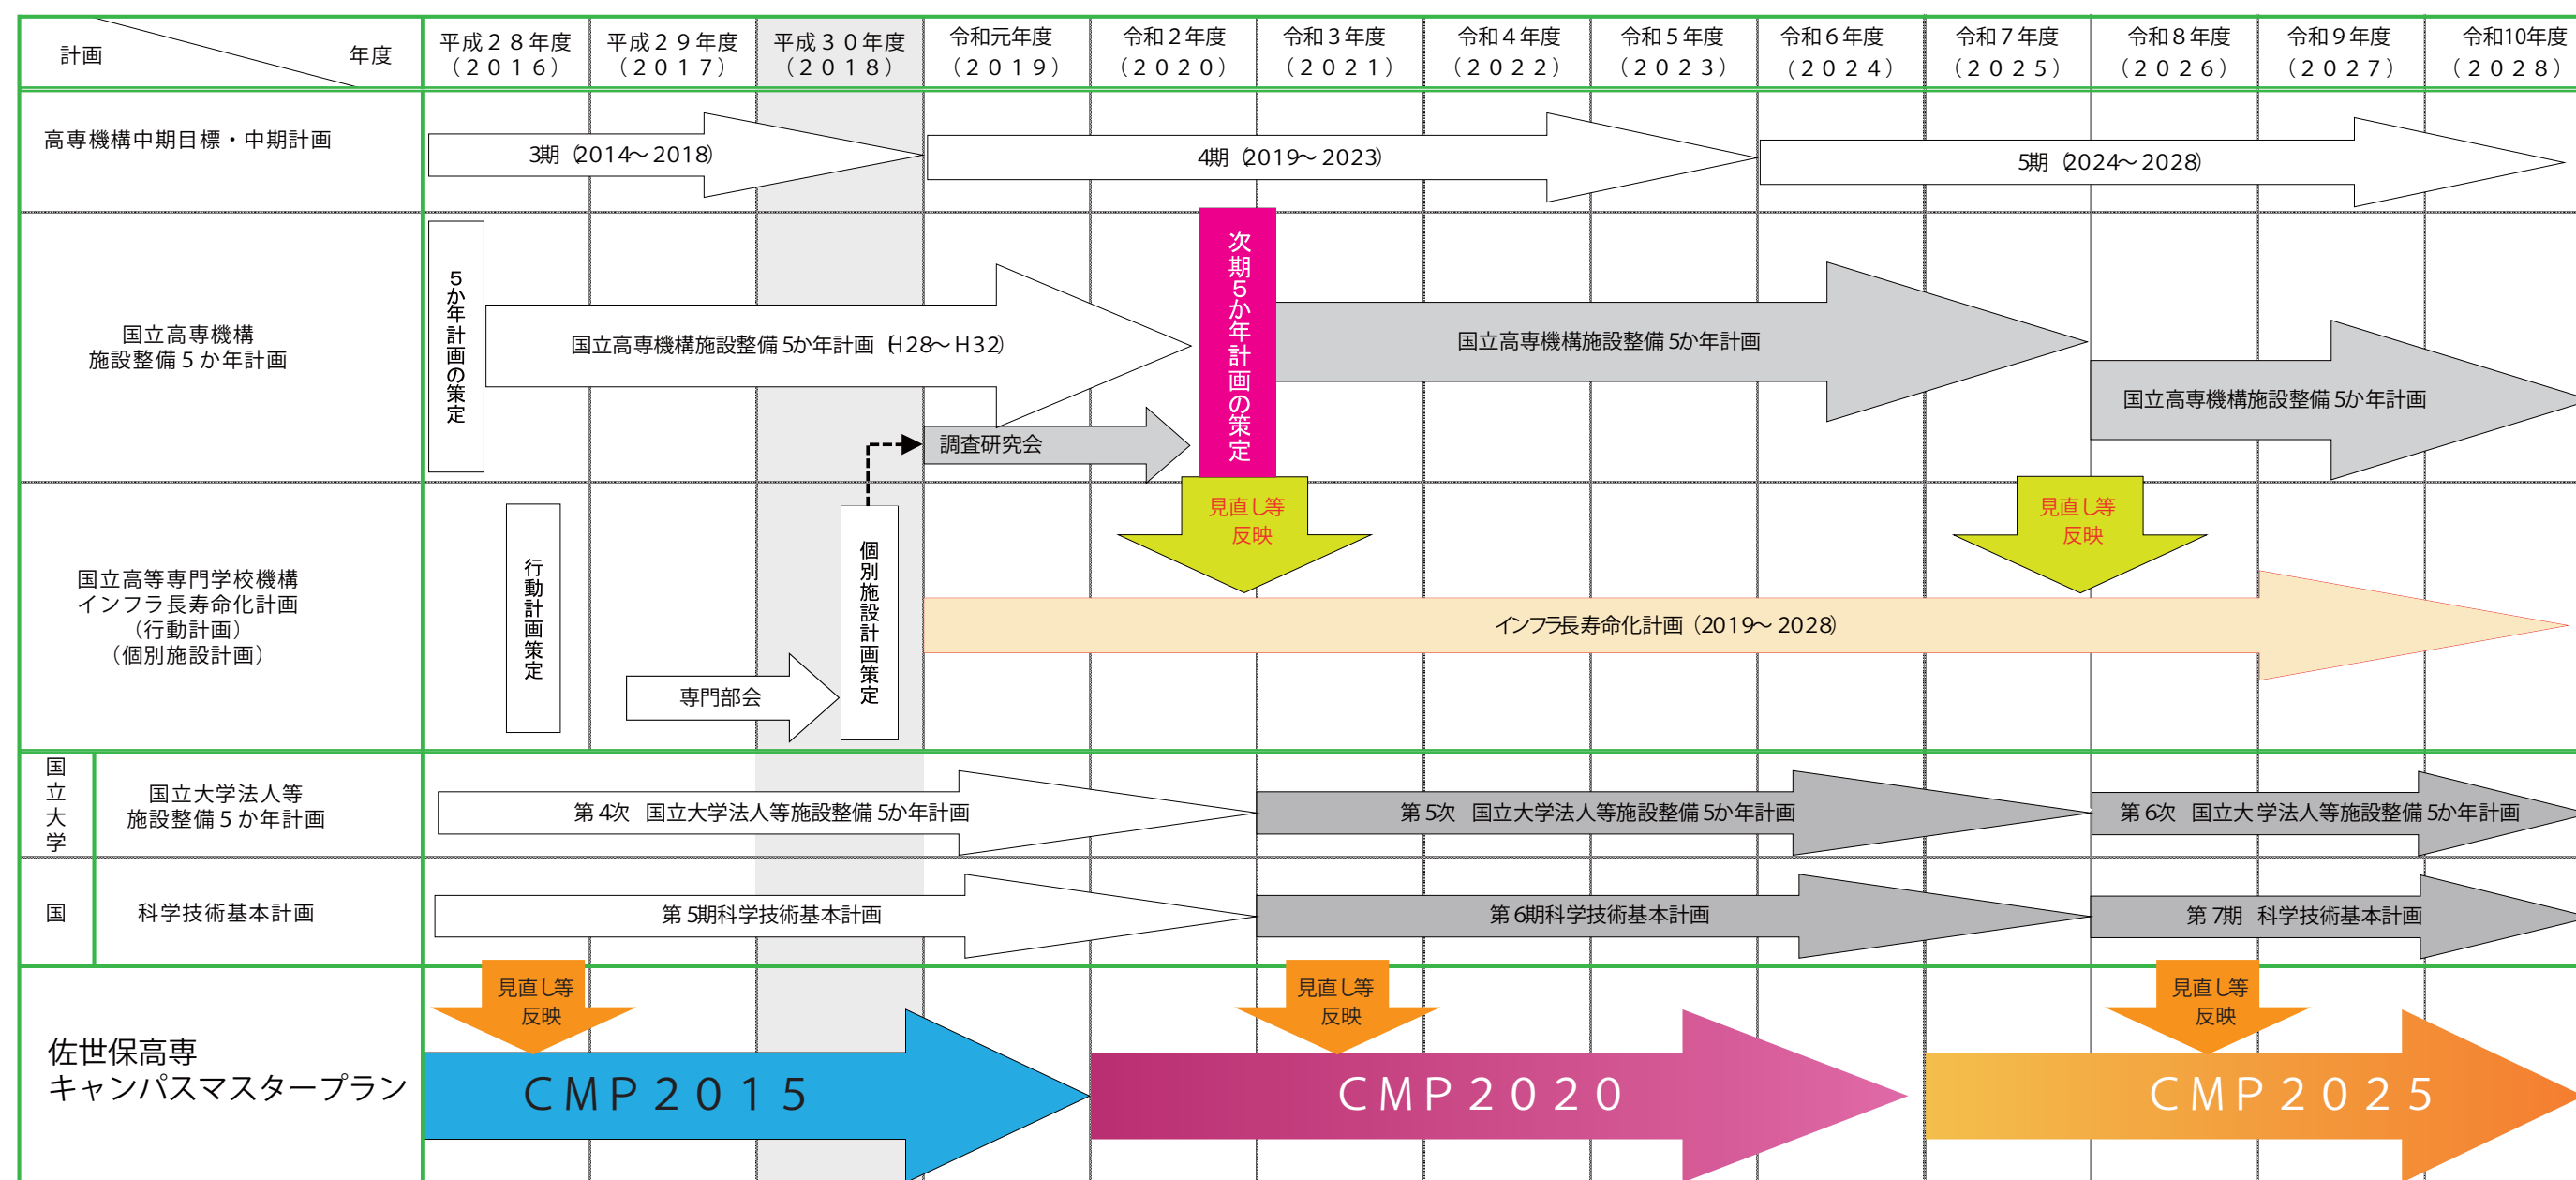 計画 年度
平成２８年度
（２０１６）
平成２９年度
（２０１７）
平成３０年度
（２０１８）
令和元年度
（２０１９）
令和２年度
（２０２０）
令和３年度
（２０２１）
令和４年度
（２０２２）
令和５年度
（２０２３）
令和６年度
（２０２４）
令和７年度
（２０２５）
令和８年度
（２０２６）
令和９年度
（２０２７）
令和10年度
（２０２８）
高専機構中期目標・中期計画
3期（2014～2018）
4期（2019～2023）
5期（2024～2028）
国立高専機構
施設整備５か年計画
５か年計画の策定
国立高専機構施設整備5か年計画（H28～H32）
調査研究会
次期５か年計画の策定
国立高専機構施設整備5か年計画
国立高専機構施設整備5か年計画
国立高等専門学校機構
インフラ長寿命化計画
（行動計画）
（個別施設計画）
行動計画策定
専門部会
個別施設計画策定
見直し等
反映
見直し等
反映
インフラ長寿命化計画（2019～2028）
国立大学
国立大学法人等
施設整備５か年計画
第4次 国立大学法人等施設整備5か年計画
第5次 国立大学法人等施設整備5か年計画
第6次 国立大学法人等施設整備5か年計画
国
科学技術基本計画
第5期科学技術基本計画
第6期科学技術基本計画
第7期 科学技術基本計画
佐世保高専
キャンパスマスタープラン
見直し等
反映
見直し等
反映
見直し等
反映
ＣＭＰ２０１５
ＣＭＰ２０２０
ＣＭＰ２０２５